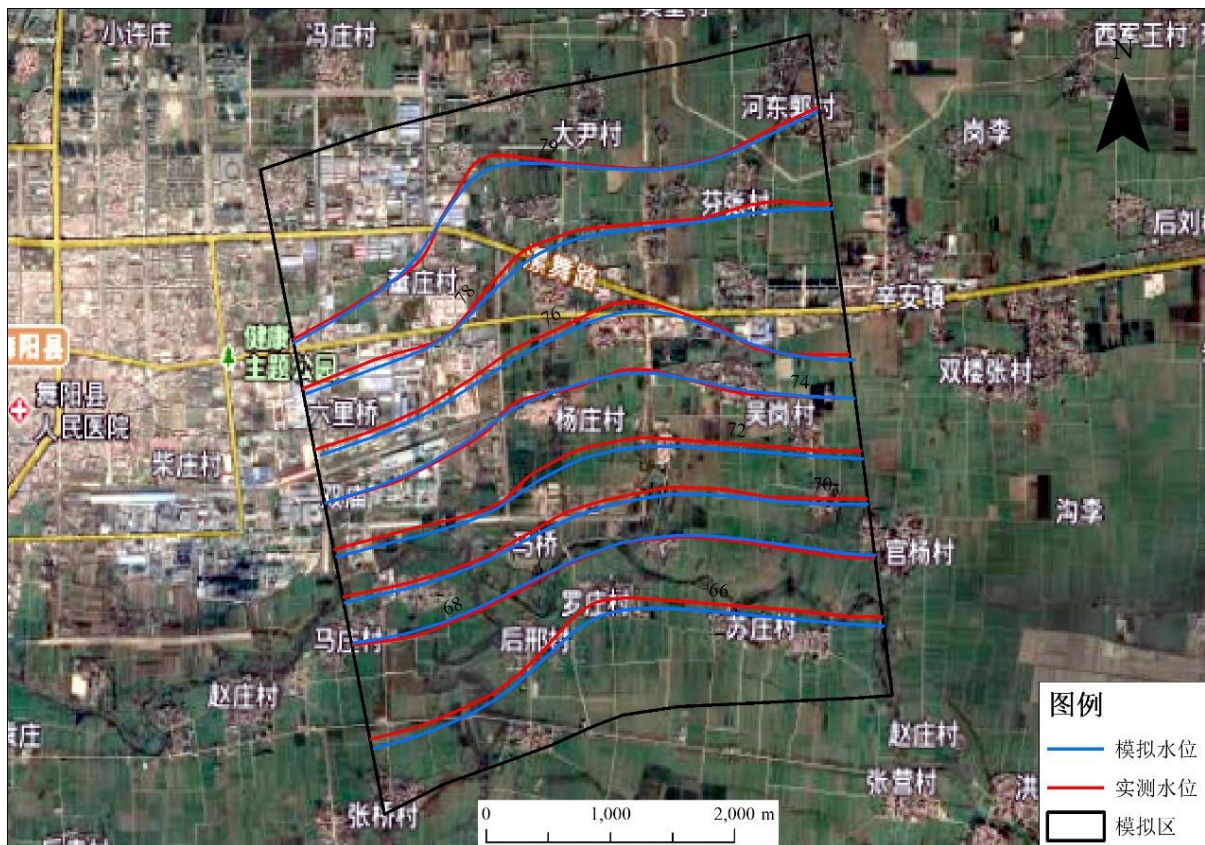 小许庄
冯庄村
西军王村
N
河东郭村
大尹村
79
岗李
芬张村
后刘
董庄村
78
76
辛安镇
健康
主题公园
舞阳县
人民医院
双楼张村
六里桥
74
杨庄村
吴岗村
柴庄村
72
70
沟李
马桥
官杨村
68
罗庄村
66
马庄村
后邢村
苏庄村
赵庄村
图例
赵庄村
模拟水位
张营村
实测水位
洪
张桥村
模拟区
0
1,000
2,000 m